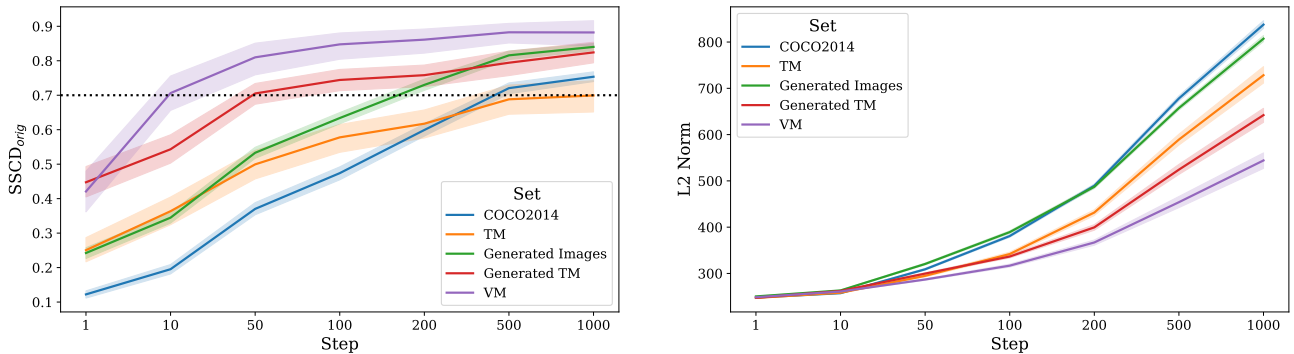 0.9
0.8
0.7
0.6
0.5
0.4
0.3
0.2
0.1
SSCD_orig
1 10 50 100 200 500 1000
Step
Set
COCO2014
TM
Generated Images
Generated TM
VM
800
700
600
500
400
300
L2 Norm
1 10 50 100 200 500 1000
Step
Set
COCO2014
TM
Generated Images
Generated TM
VM